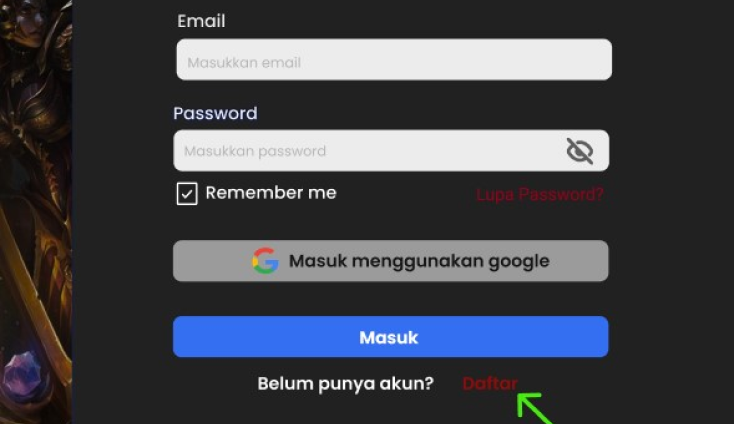 Email
Masukkan email
Password
Masukkan password
Remember me
Lupa Password?
Masuk menggunakan google
Masuk
Belum punya akun? Daftar